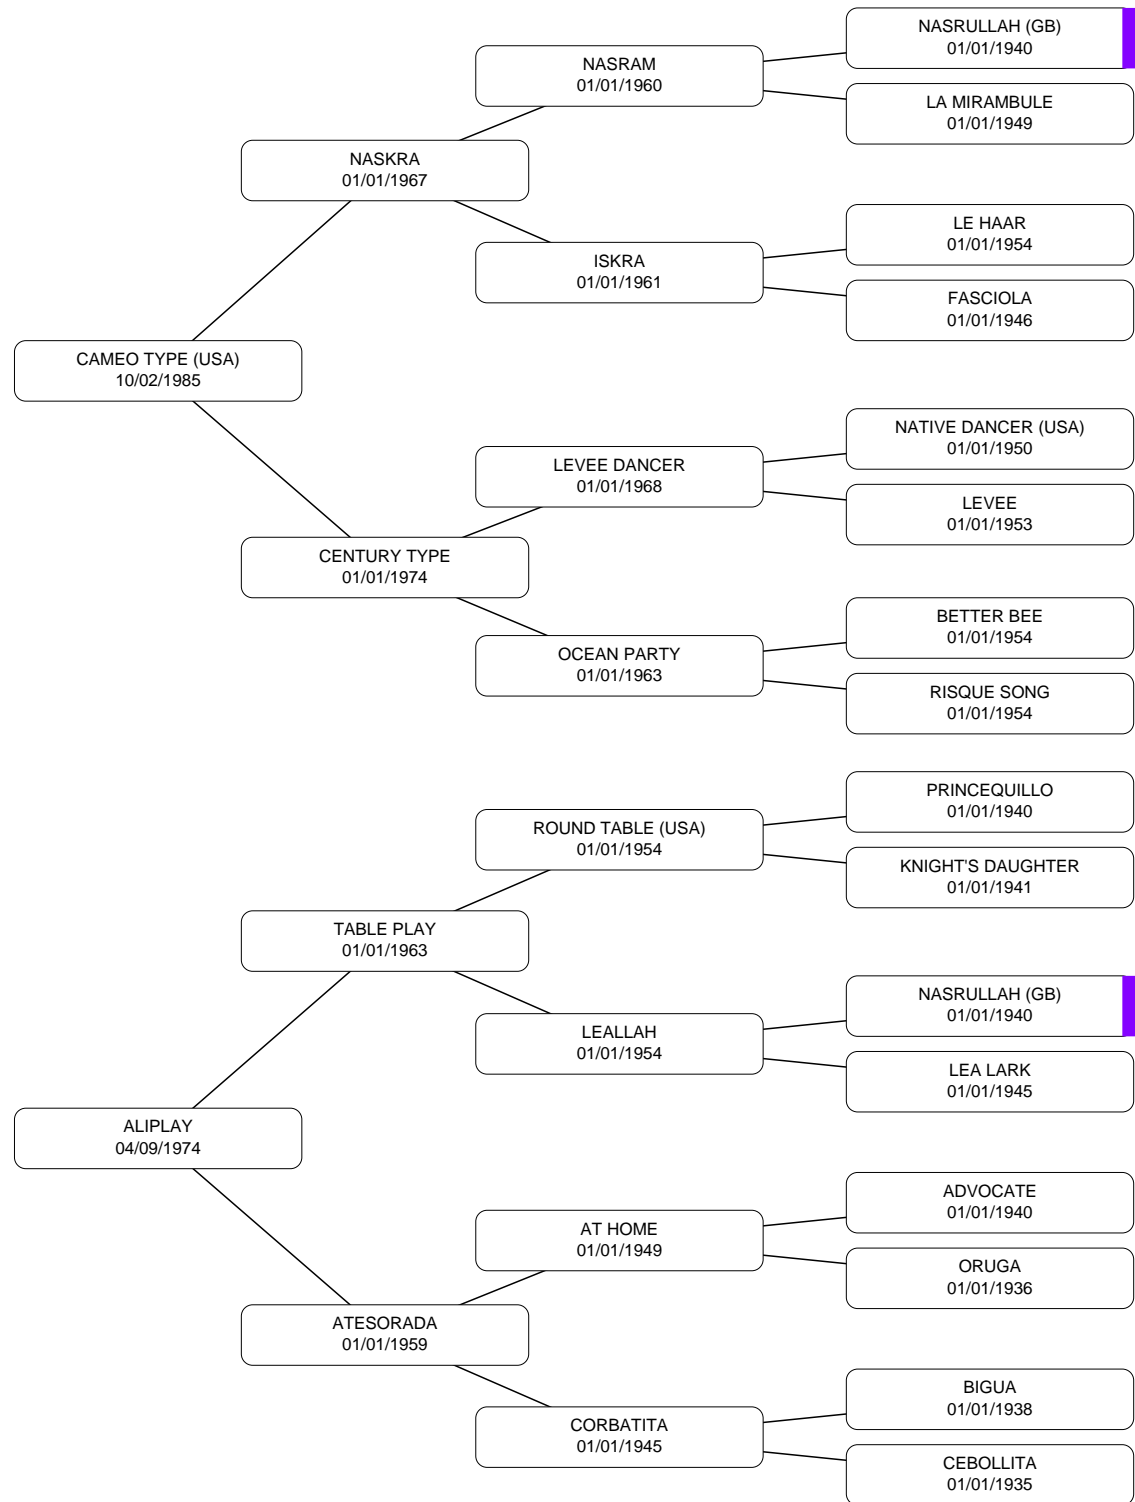 NASRULLAH (GB)
01/01/1940
NASRAM
01/01/1960
LA MIRAMBULE
01/01/1949
NASKRA
01/01/1967
LE HAAR
01/01/1954
ISKRA
01/01/1961
FASCIOLA
01/01/1946
CAMEO TYPE (USA)
10/02/1985
NATIVE DANCER (USA)
01/01/1950
LEVEE DANCER
01/01/1968
LEVEE
01/01/1953
CENTURY TYPE
01/01/1974
BETTER BEE
01/01/1954
OCEAN PARTY
01/01/1963
RISQUE SONG
01/01/1954
PRINCEQUILLO
01/01/1940
ROUND TABLE (USA)
01/01/1954
KNIGHT'S DAUGHTER
01/01/1941
TABLE PLAY
01/01/1963
NASRULLAH (GB)
01/01/1940
LEALLAH
01/01/1954
LEA LARK
01/01/1945
ALIPLAY
04/09/1974
ADVOCATE
01/01/1940
AT HOME
01/01/1949
ORUGA
01/01/1936
ATESORADA
01/01/1959
BIGUA
01/01/1938
CORBATITA
01/01/1945
CEBOLLITA
01/01/1935